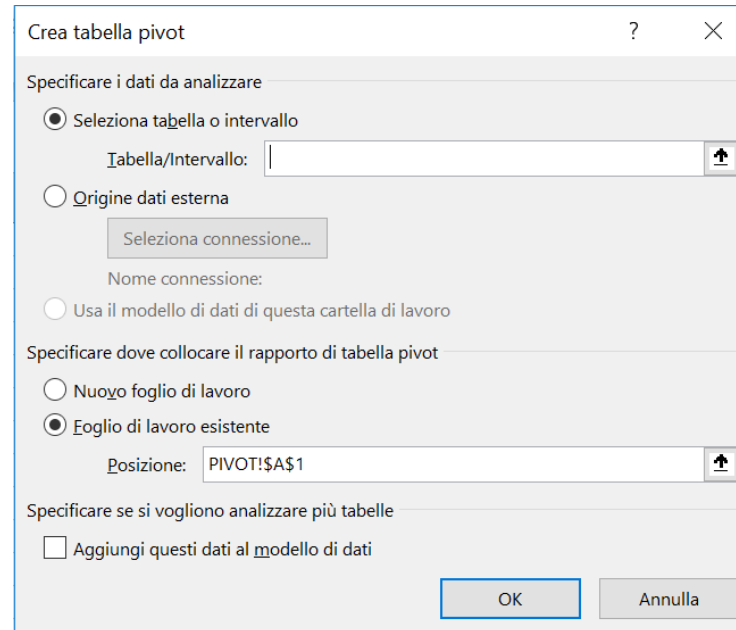 Crea tabella pivot ?
Specificare i dati da analizzare
Seleziona tabella o intervallo
Tabella/Intervallo:
Origine dati esterna
Seleziona connessione...
Nome connessione:
Usa il modello di dati di questa cartella di lavoro
Specificare dove collocare il rapporto di tabella pivot
Nuovo foglio di lavoro
Foglio di lavoro esistente
Posizione: PIVOT!$A$1
Specificare se si vogliono analizzare più tabelle
Aggiungi questi dati al modello di dati
OK Annulla